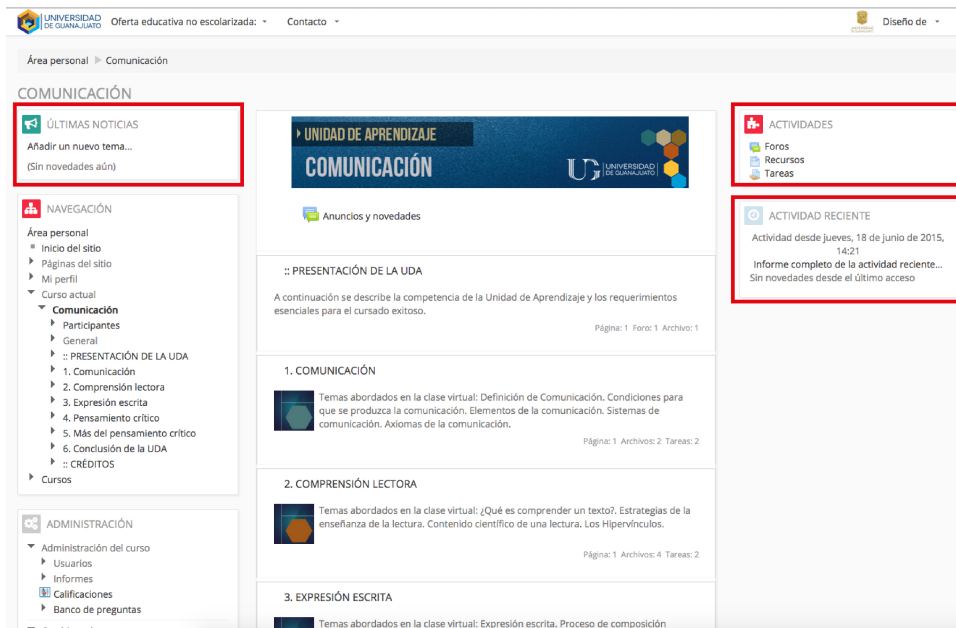 UNIVERSIDAD
DE GUANAJUATO
Oferta educativa no escolarizada:
Contacto
Diseño de
Área personal
Comunicación
COMUNICACIÓN
ÚLTIMAS NOTICIAS
Añadir un nuevo tema...
(Sin novedades aún)
NAVEGACIÓN
Área personal
Inicio del sitio
Páginas del sitio
Mi perfil
Curso actual
Comunicación
Participantes
General
:: PRESENTACIÓN DE LA UDA
1. Comunicación
2. Comprensión lectora
3. Expresión escrita
4. Pensamiento crítico
5. Más del pensamiento crítico
6. Conclusión de la UDA
:: CRÉDITOS
Cursos
ADMINISTRACIÓN
Administración del curso
Usuarios
Informes
Calificaciones
Banco de preguntas
UNIDAD DE APRENDIZAJE
COMUNICACIÓN
UG
UNIVERSIDAD
DE GUANAJUATO
Anuncios y novedades
:: PRESENTACIÓN DE LA UDA
A continuación se describe la competencia de la Unidad de Aprendizaje y los requerimientos
esenciales para el cursado exitoso.
Página: 1 Foro: 1 Archivo: 1
1. COMUNICACIÓN
Temas abordados en la clase virtual: Definición de Comunicación. Condiciones para
que se produzca la comunicación. Elementos de la comunicación. Sistemas de
comunicación. Axiomas de la comunicación.
Página: 1 Archivos: 2 Tareas: 2
2. COMPRENSIÓN LECTORA
Temas abordados en la clase virtual: ¿Qué es comprender un texto?. Estrategias de la
enseñanza de la lectura. Contenido científico de una lectura. Los Hipervínculos.
Página: 1 Archivos: 4 Tareas: 2
3. EXPRESIÓN ESCRITA
Temas abordados en la clase virtual: Expresión escrita. Proceso de composición
ACTIVIDADES
Foros
Recursos
Tareas
ACTIVIDAD RECIENTE
Actividad desde jueves, 18 de junio de 2015,
14:21
Informe completo de la actividad reciente...
Sin novedades desde el último acceso